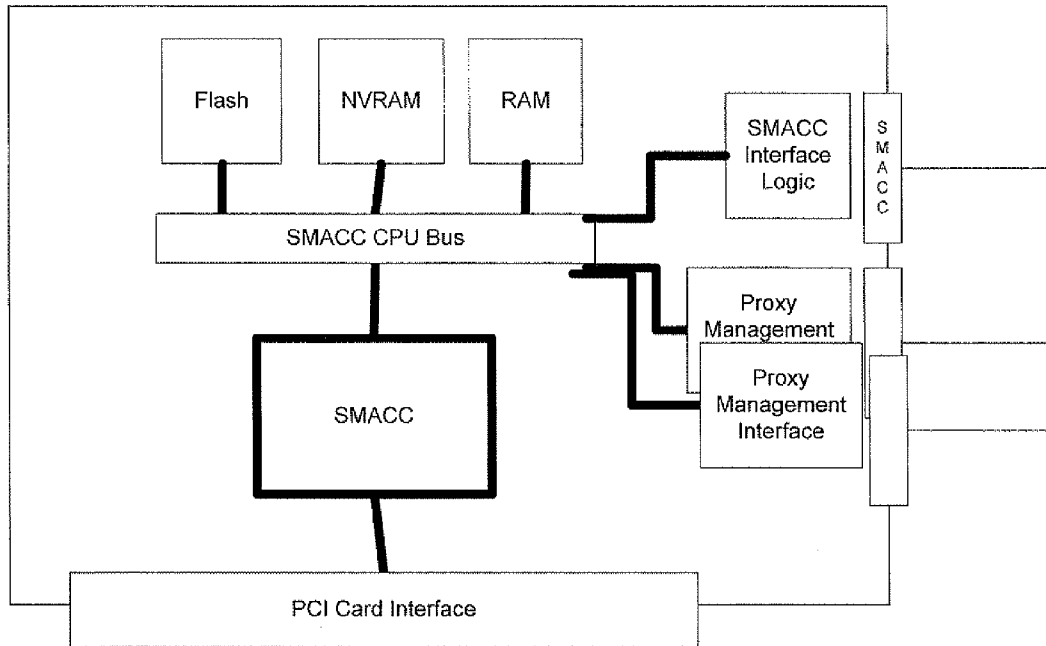 Flash
NVRAM
RAM
SMACC
Interface
Logic
S
M
A
C
C
SMACC CPU Bus
Proxy
Management
Proxy
Management
Interface
SMACC
PCI Card Interface